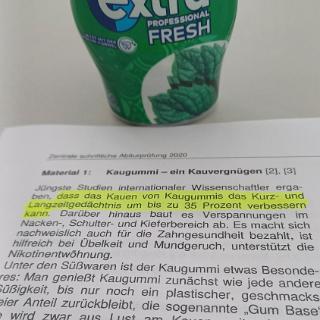 extra
PROFESSIONAL
FRESH
Zentrale schriftliche Abiturprüfung 2020
Material 1: Kaugummi – ein Kauvergnügen [2], [3]
Jüngste Studien internationaler Wissenschaftler erga-
ben, dass das Kauen von Kaugummis das Kurz- und
Langzeitgedächtnis um bis zu 35 Prozent verbessern
kann. Darüber hinaus baut es Verspannungen im
Nacken-, Schulter- und Kieferbereich ab. Es macht sich
nachweislich auch für die Zahngesundheit bezahlt, ist
hilfreich bei Übelkeit und Mundgeruch, unterstützt die
Nikotinentwöhnung.
Unter den Süßwaren ist der Kaugummi etwas Besonde-
res: Man genießt Kaugummi zunächst wie jede andere
Süßigkeit, bis nur noch ein plastischer, geschmacks
freier Anteil zurückbleibt, die sogenannte „Gum Base
wird zwar aus Lust am Kauen